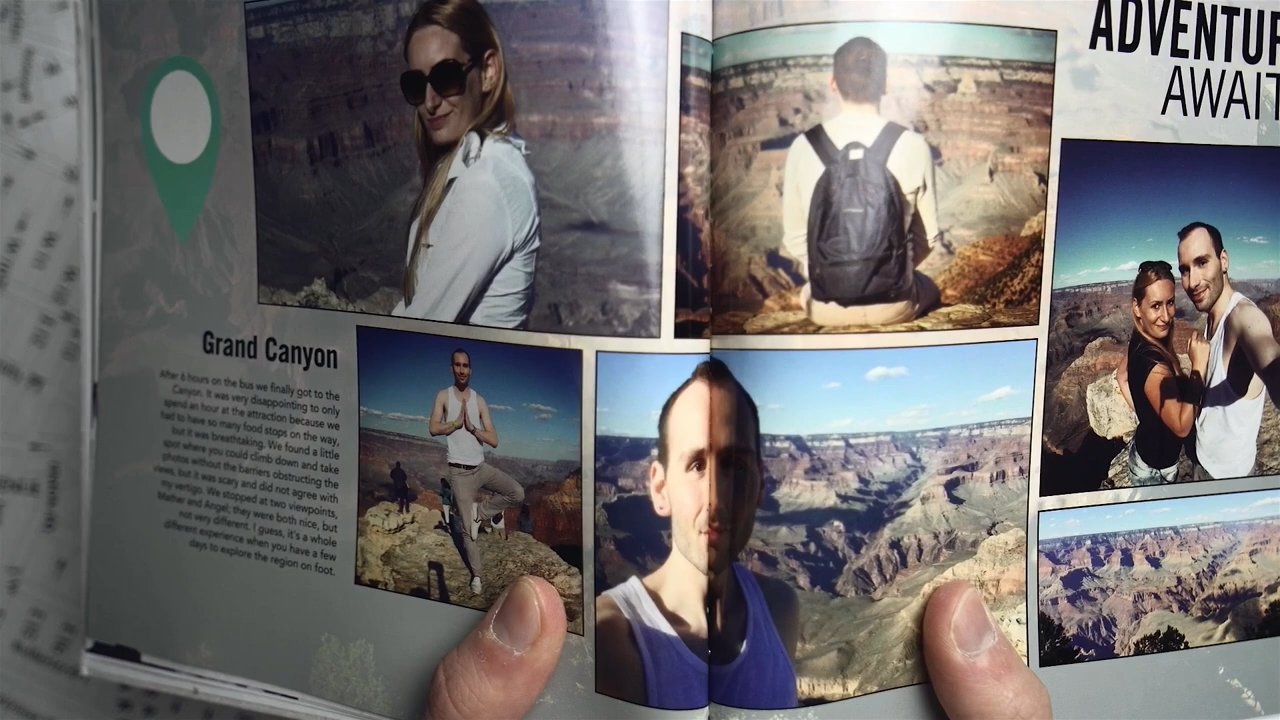 Grand Canyon
After 6 hours on the bus we finally got to the
Canyon. It was very disappointing to only
spend an hour at the attraction because we
had to have so many food stops on the way,
but it was breathtaking. We found a little
spot where you could climb down and take
photos without the barriers obstructing the
views, but it was scary and did not agree with
my vertigo. We stopped at two viewpoints,
Mather and Angel; they were both nice, but
not very different. I guess, it's a whole
different experience when you have a few
days to explore the region on foot.
ADVENTUR
AWAIT